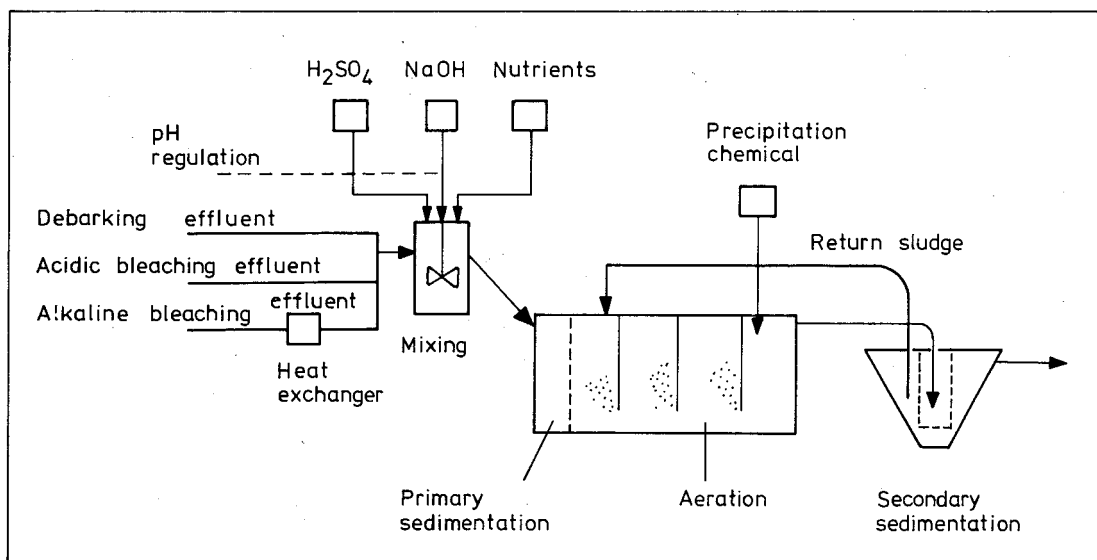 H₂SO₄ NaOH Nutrients
pH
regulation
Precipitation
chemical
Debarking effluent
Return sludge
Acidic bleaching effluent
effluent
Alkaline bleaching
Mixing
Heat
exchanger
Primary
sedimentation
Aeration
Secondary
sedimentation